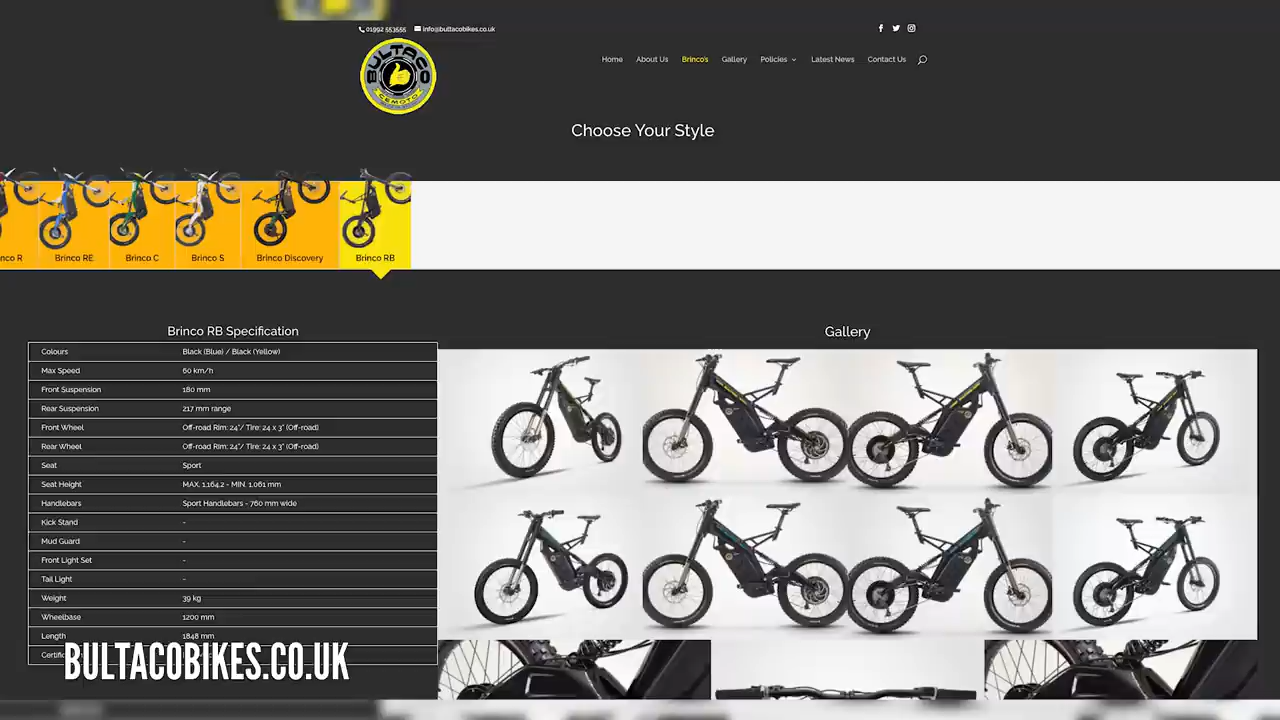 01992 553555 info@bultacobikes.co.uk
BULTACO
CEMOTO
Home About Us Brinco's Gallery Policies Latest News Contact Us
Choose Your Style
nco R Brinco RE Brinco C Brinco S Brinco Discovery Brinco RB
Brinco RB Specification
Colours Black (Blue) / Black (Yellow)
Max Speed 60 km/h
Front Suspension 180 mm
Rear Suspension 217 mm range
Front Wheel Off-road Rim: 24"/ Tire: 24 x 3" (Off-road)
Rear Wheel Off-road Rim: 24"/ Tire: 24 x 3" (Off-road)
Seat Sport
Seat Height MAX. 1.164.2 - MIN. 1.061 mm
Handlebars Sport Handlebars - 760 mm wide
Kick Stand -
Mud Guard -
Front Light Set -
Tail Light -
Weight 39 kg
Wheelbase 1200 mm
Length 1848 mm
Gallery
BULTACOBIKES.CO.UK